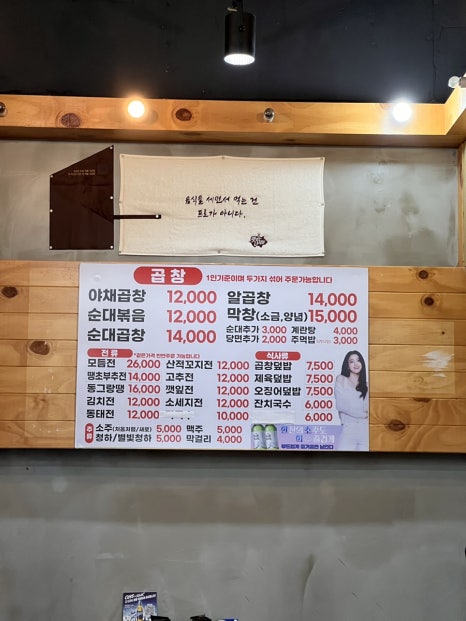 음식을 세면서 먹는 건
프로가 아니다.
곱창 1인기준이며 두가지 섞어 주문가능합니다
야채곱창 12,000 알곱창 14,000
순대볶음 12,000 막창(소금,양념) 15,000
순대곱창 14,000 순대추가 3,000 계란탕 4,000
당면추가 2,000 주먹밥 3,000
전류 식사류
모듬전 26,000 산적꼬지전 12,000 곱창덮밥 7,500
땡초부추전 14,000 고추전 12,000 제육덮밥 7,500
동그랑땡 16,000 깻잎전 12,000 오징어덮밥 7,500
김치전 12,000 소세지전 12,000 잔치국수 6,000
동태전 12,000 10,000 6,000
주류 소주(처음처럼/새로) 5,000 맥주 5,000
청하/별빛청하 5,000 막걸리 4,000